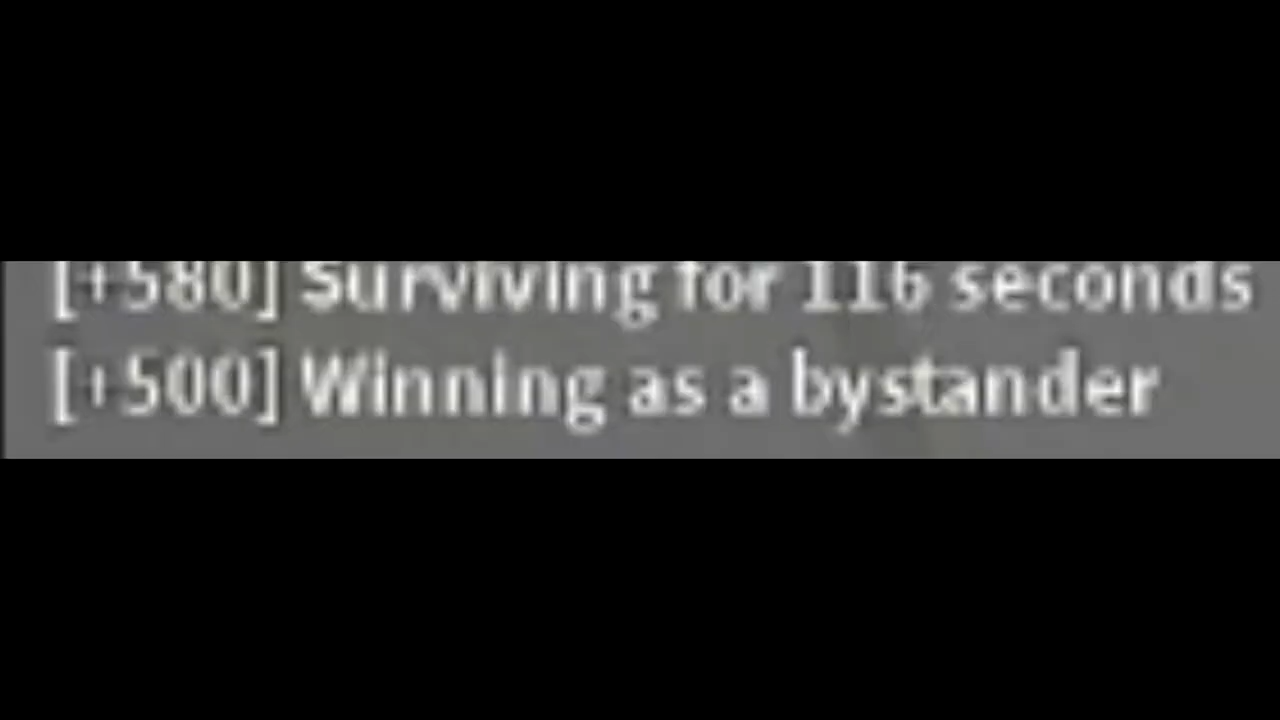 [+580] Surviving for 116 seconds
[+500] Winning as a bystander